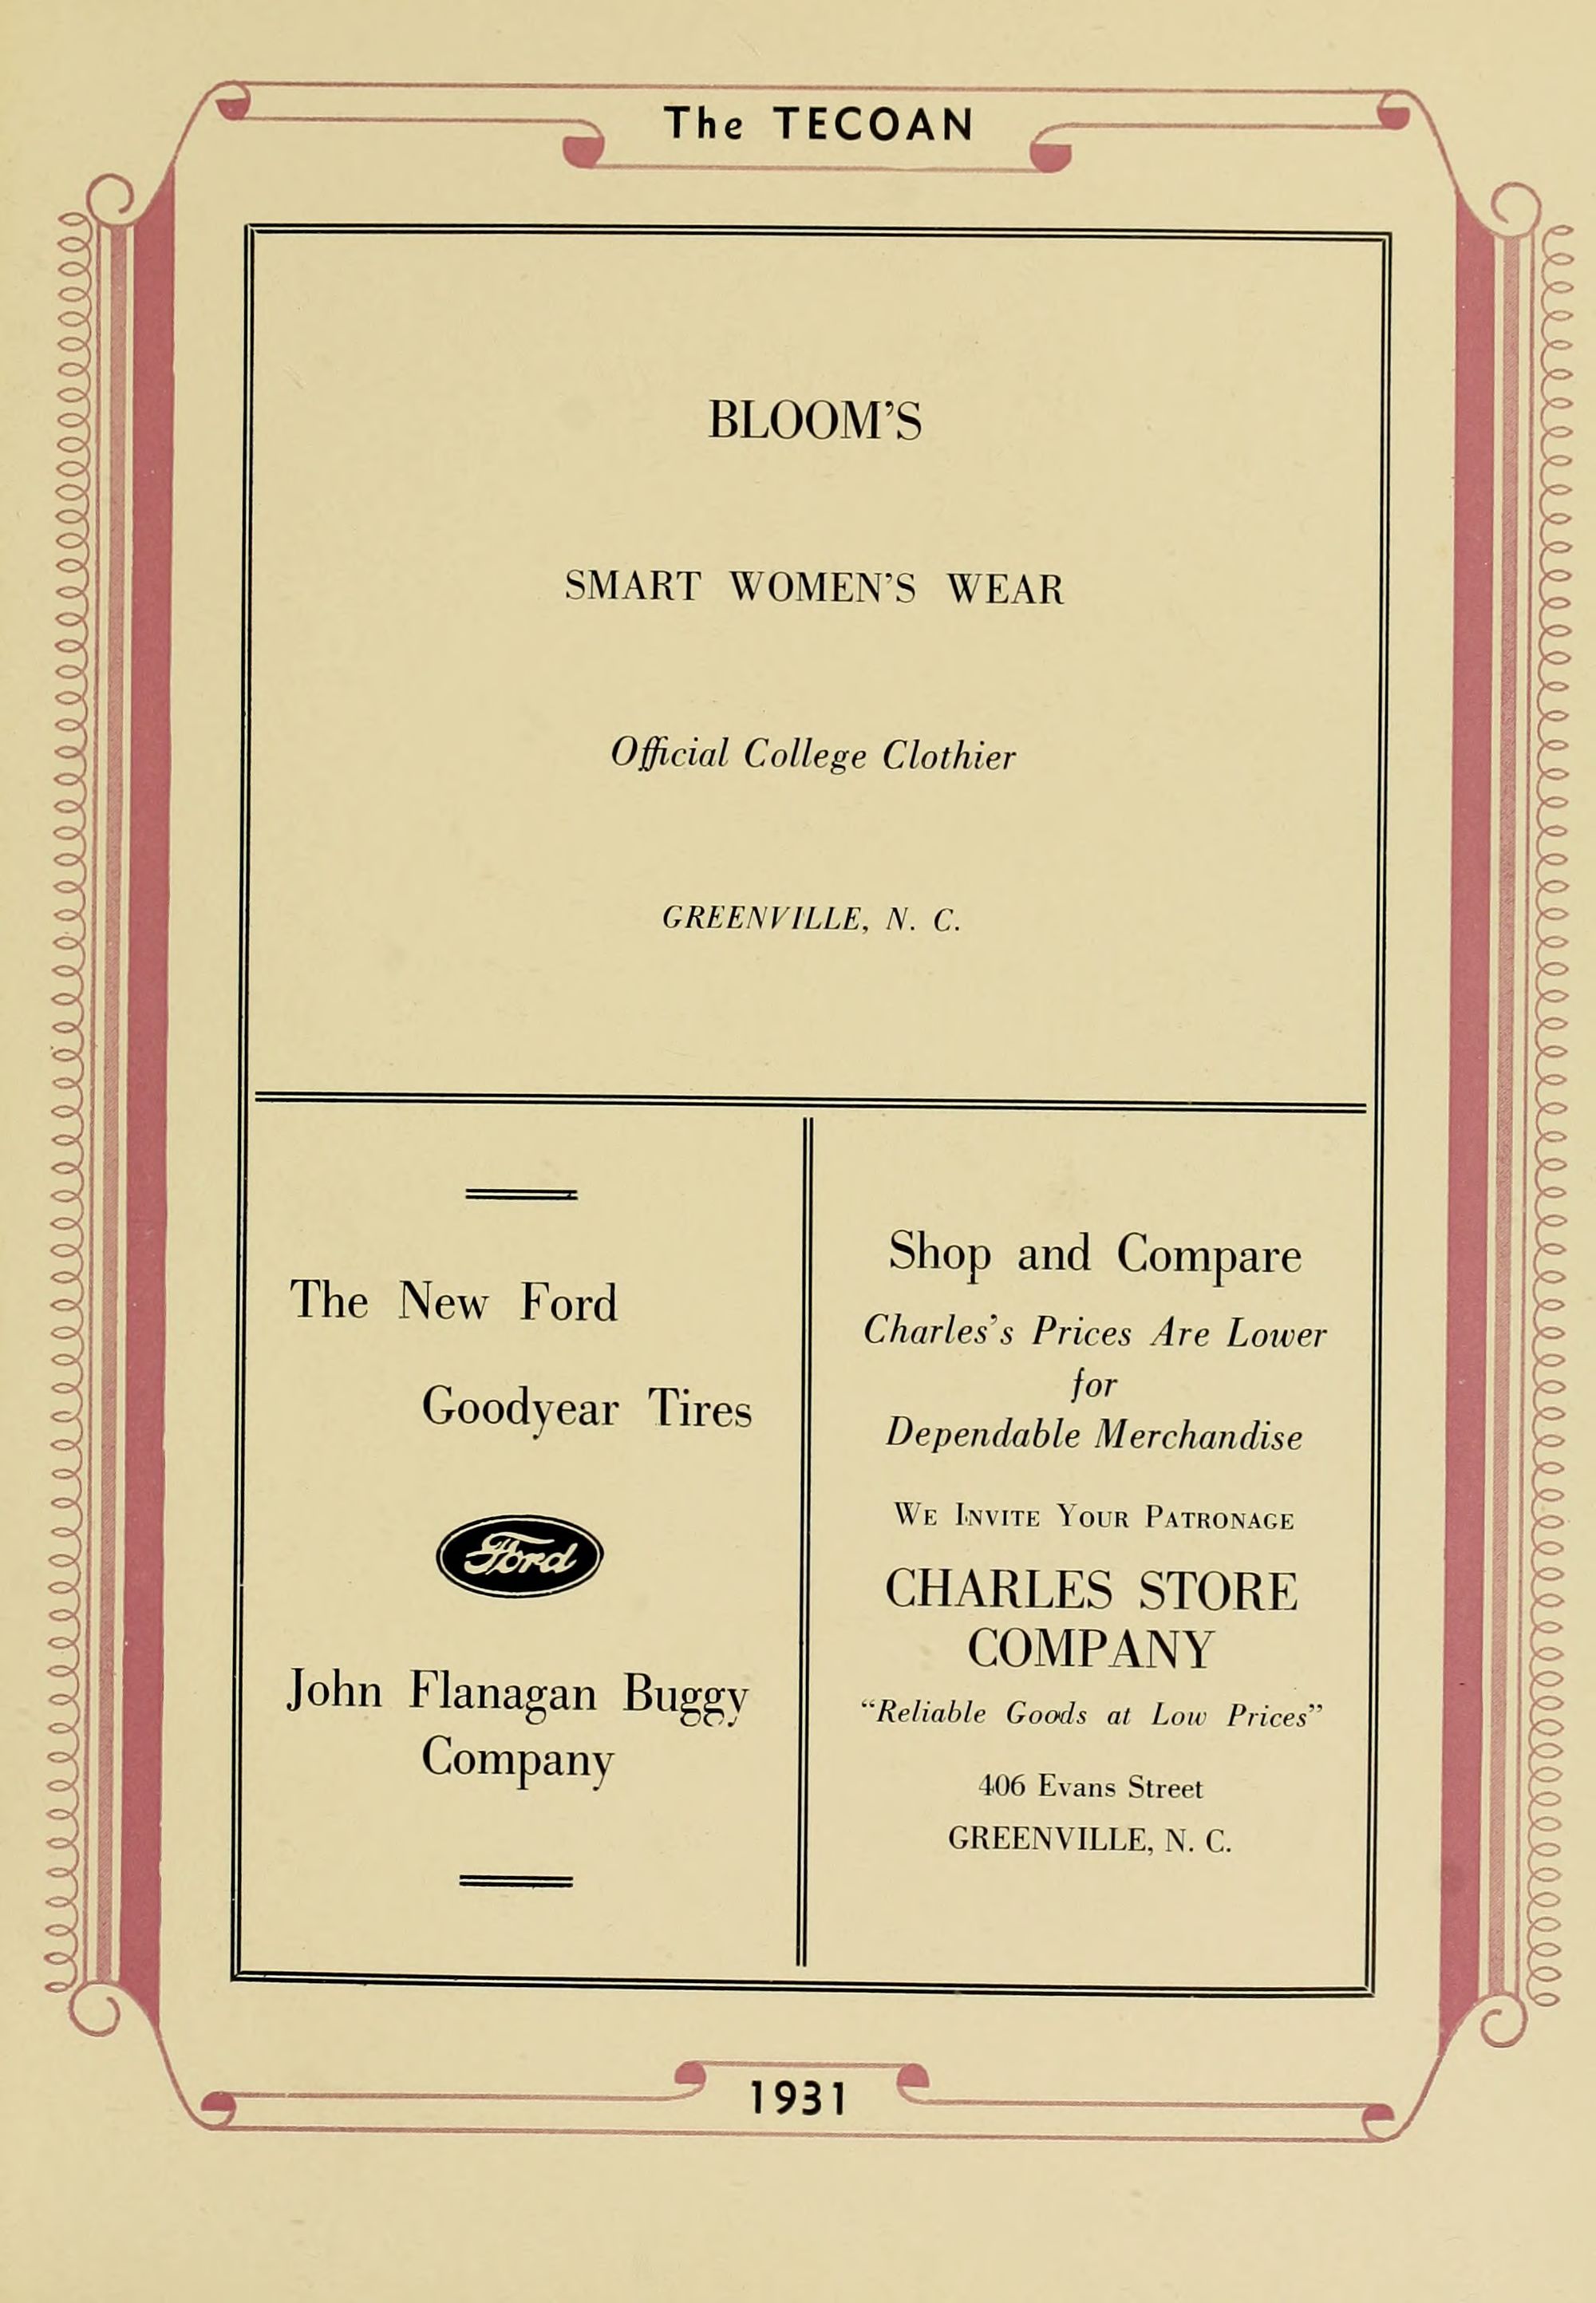 The TECOAN
BLOOM'S
SMART WOMEN'S WEAR
Official College Clothier
GREENVILLE, N. C.
The New Ford
Goodyear Tires
Ford
John Flanagan Buggy
Company
Shop and Compare
Charles's Prices Are Lower
for
Dependable Merchandise
WE INVITE YOUR PATRONAGE
CHARLES STORE
COMPANY
“Reliable Goods at Low Prices”
406 Evans Street
GREENVILLE, N. C.
1931